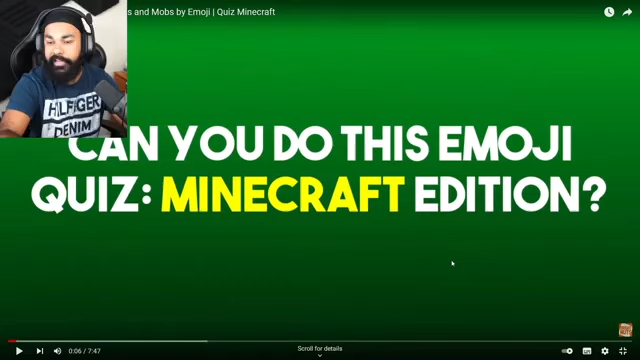 s and Mobs by Emoji | Quiz Minecraft
HILFIGER
DENIM
CAN YOU DO THIS EMOJI
QUIZ: MINECRAFT EDITION?
0:06 / 7:47
Scroll for details